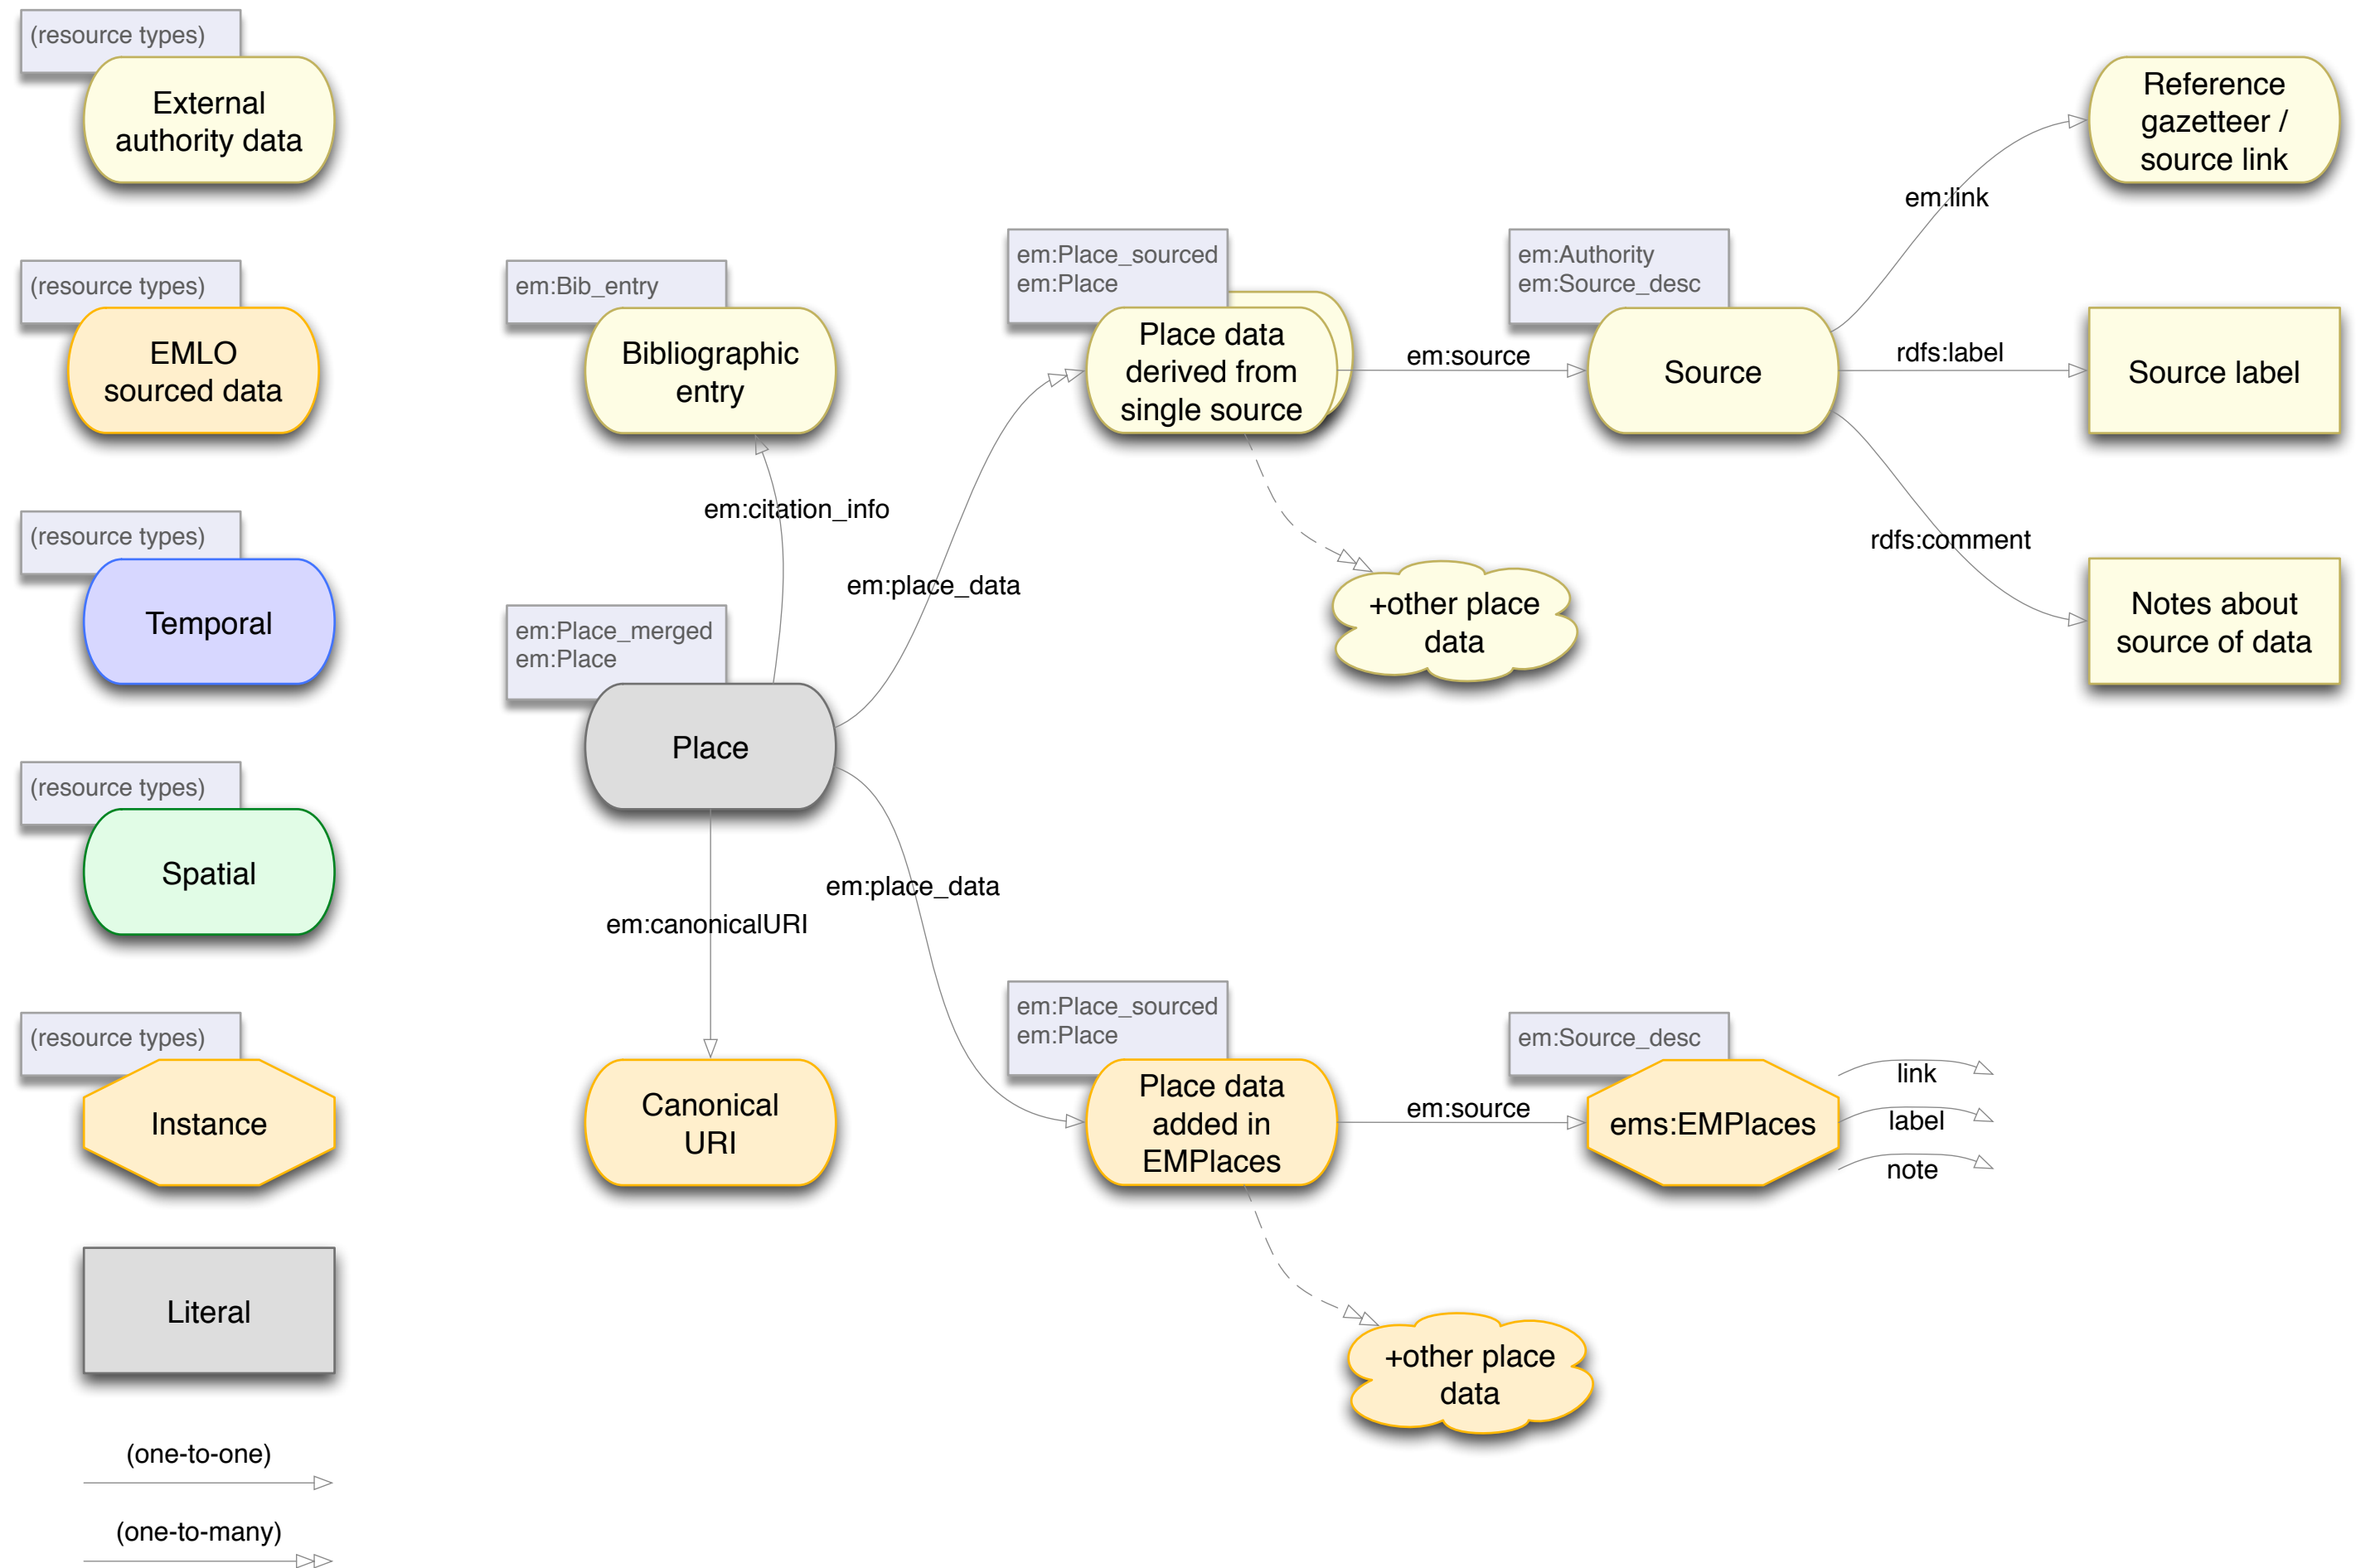 (resource types)
External
authority data
(resource types)
EMLO
sourced data
(resource types)
Temporal
(resource types)
Spatial
(resource types)
Instance
Literal
(one-to-one)
(one-to-many)
em:Bib_entry
Bibliographic
entry
em:citation_info
em:Place_merged
em:Place
Place
em:canonicalURI
Canonical
URI
em:place_data
em:place_data
em:Place_sourced
em:Place
Place data
derived from
single source
+other place
data
em:source
em:Authority
em:Source_desc
Source
em:link
rdfs:label
rdfs:comment
Reference
gazetteer /
source link
Source label
Notes about
source of data
em:Place_sourced
em:Place
Place data
added in
EMPlaces
+other place
data
em:source
em:Source_desc
ems:EMPlaces
link
label
note